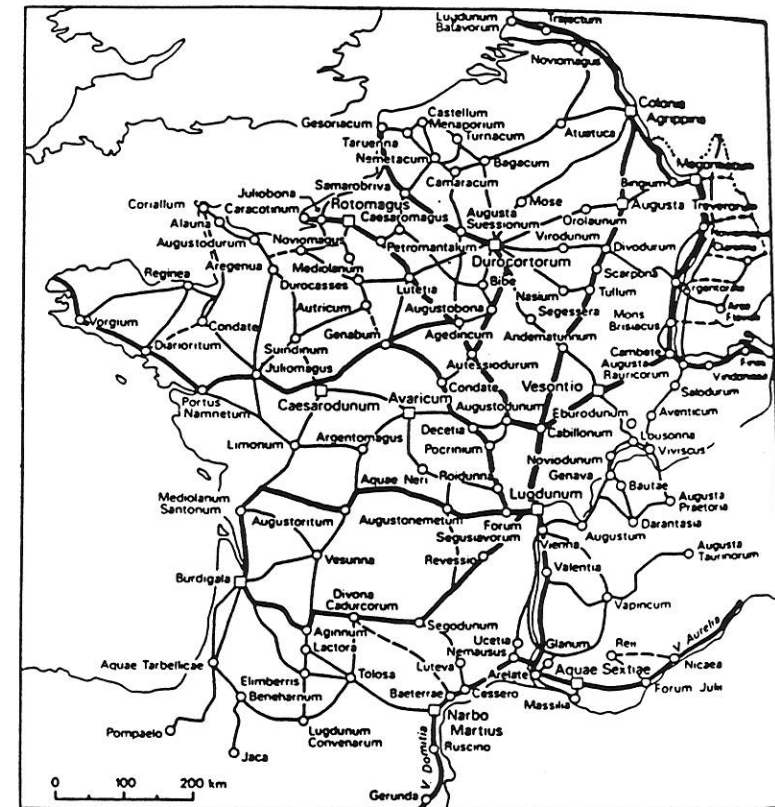 Lugdunum
Batavorum
Trajectum
Noviomagus
Colonia
Agrippina
Castellum
Menaporium
Gesoriacum
Turnacum
Atuatuca
Taruenna
Nemetacum
Bagacum
Mogontiacum
Camaracum
Bingium
Samarobriva
Mose
Augusta
Treverorum
Juliobona
Coriallum
Caracotinum
Rotomagus
Caesaromagus
Augusta
Suessionum
Orolaunum
Alauna
Virodunum
Augustodurum
Noviomagus
Petromantalum
Durocortorum
Divodurum
Aregenua
Mediolanum
Scarpona
Reginea
Durocasses
Lutetia
Bibe
Argentorate
Nasium
Tullum
Autricum
Augustobona
Segessera
Mons
Brisiacus
Vorgium
Condate
Genabum
Agedincum
Andematunnum
Diarioritum
Suindinum
Cambete
Autessiodurum
Augusta
Rauricorum
Juliomagus
Vesontio
Vindonissa
Condate
Salodurum
Portus
Namnetum
Caesarodunum
Avaricum
Augustodunum
Eburodunum
Aventicum
Decetia
Cabillonum
Lousonna
Limonum
Argentomagus
Pocrinium
Noviodunum
Viviscus
Genava
Aquae Neri
Roidunna
Bautae
Lugdunum
Augusta
Praetoria
Mediolanum
Santonum
Augustoritum
Augustonemetum
Forum
Segusiavorum
Darantasia
Vienna
Augustum
Vesunna
Revessio
Augusta
Taurinorum
Valentia
Burdigala
Divona
Cadurcorum
Vapincum
Segodunum
Aginnum
Ucetia
Glanum
Lactora
Nemausus
Reii
V. Aurelia
Aquae Tarbellicae
Tolosa
Luteva
Aquae Sextiae
Nicaea
Elimberris
Arelate
Beneharnum
Baeterrae
Cessero
Forum Julii
Massilia
Narbo
Martius
Pompaelo
Lugdunum
Convenarum
Ruscino
Jaca
V. Domitia
Gerunda
0 100 200 km